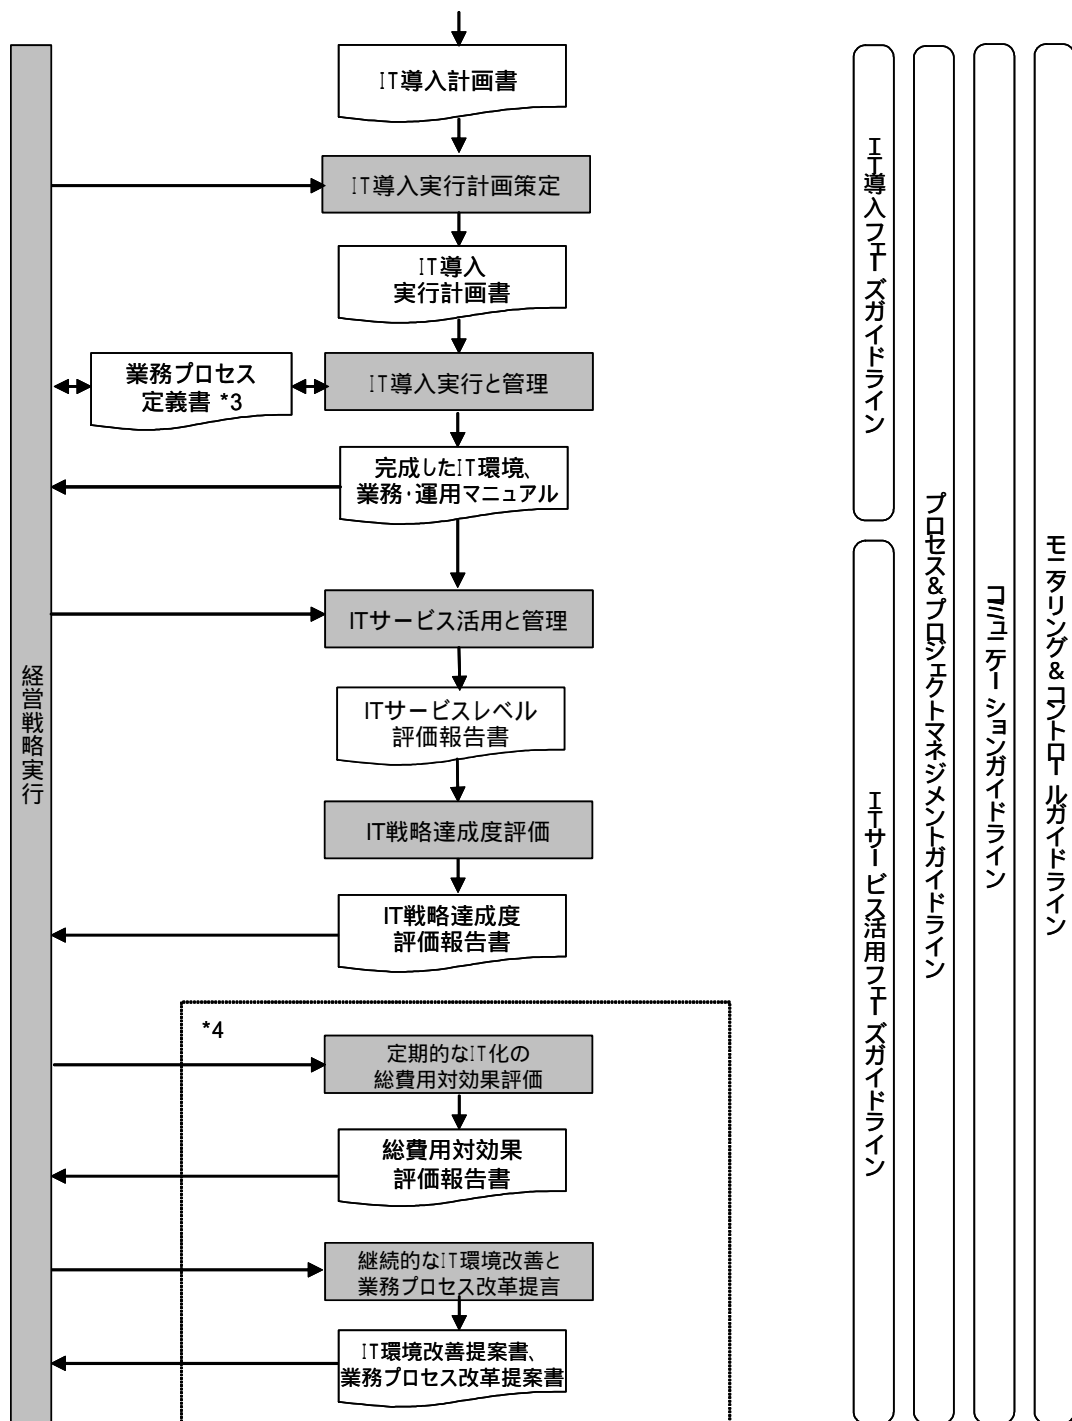 IT導入計画書
IT導入実行計画策定
IT導入
実行計画書
業務プロセス
定義書 *3
IT導入実行と管理
完成したIT環境、
業務・運用マニュアル
ITサービス活用と管理
ITサービスレベル
評価報告書
IT戦略達成度評価
IT戦略達成度
評価報告書
*4
定期的なIT化の
総費用対効果評価
総費用対効果
評価報告書
継続的なIT環境改善と
業務プロセス改革提言
IT環境改善提案書、
業務プロセス改革提案書
経営戦略実行
IT導入フェーズガイドライン
ITサービス活用フェーズガイドライン
プロセス&プロジェクトマネジメントガイドライン
コミュニケーションガイドライン
モニタリング&コントロールガイドライン